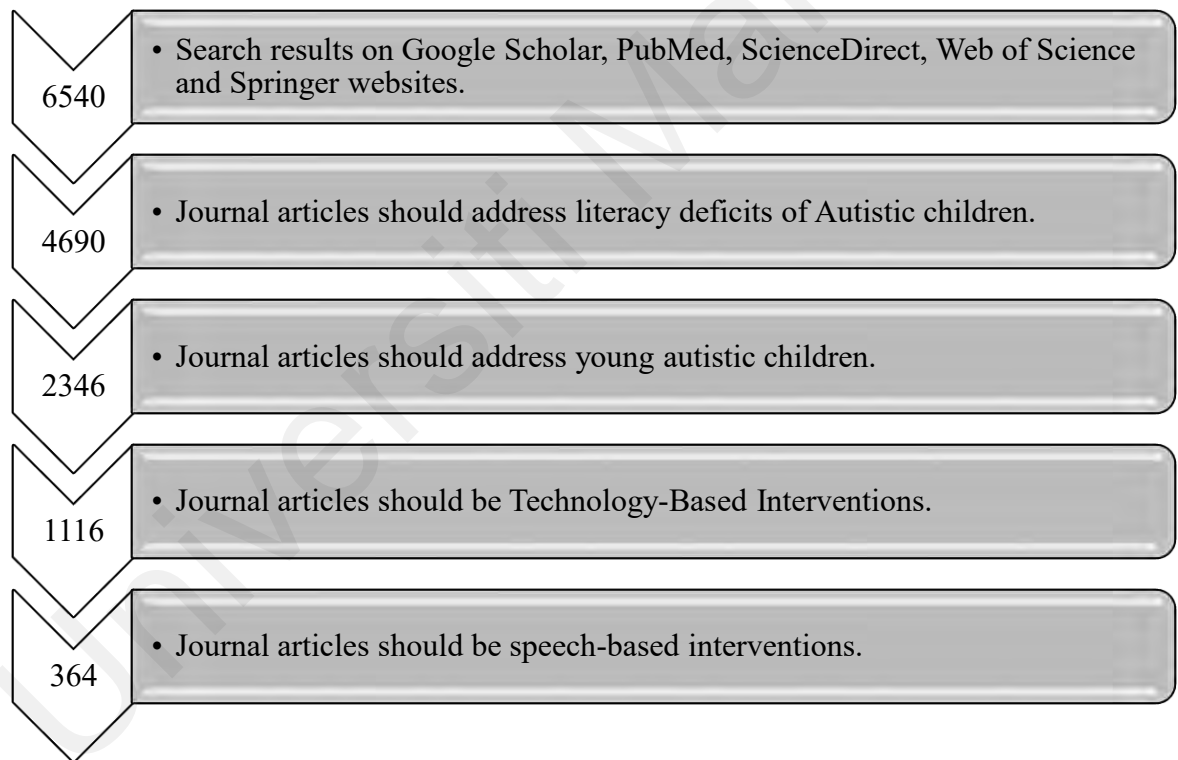 6540
• Search results on Google Scholar, PubMed, ScienceDirect, Web of Science
and Springer websites.
4690
• Journal articles should address literacy deficits of Autistic children.
2346
• Journal articles should address young autistic children.
1116
• Journal articles should be Technology-Based Interventions.
364
• Journal articles should be speech-based interventions.
Universiti Ma